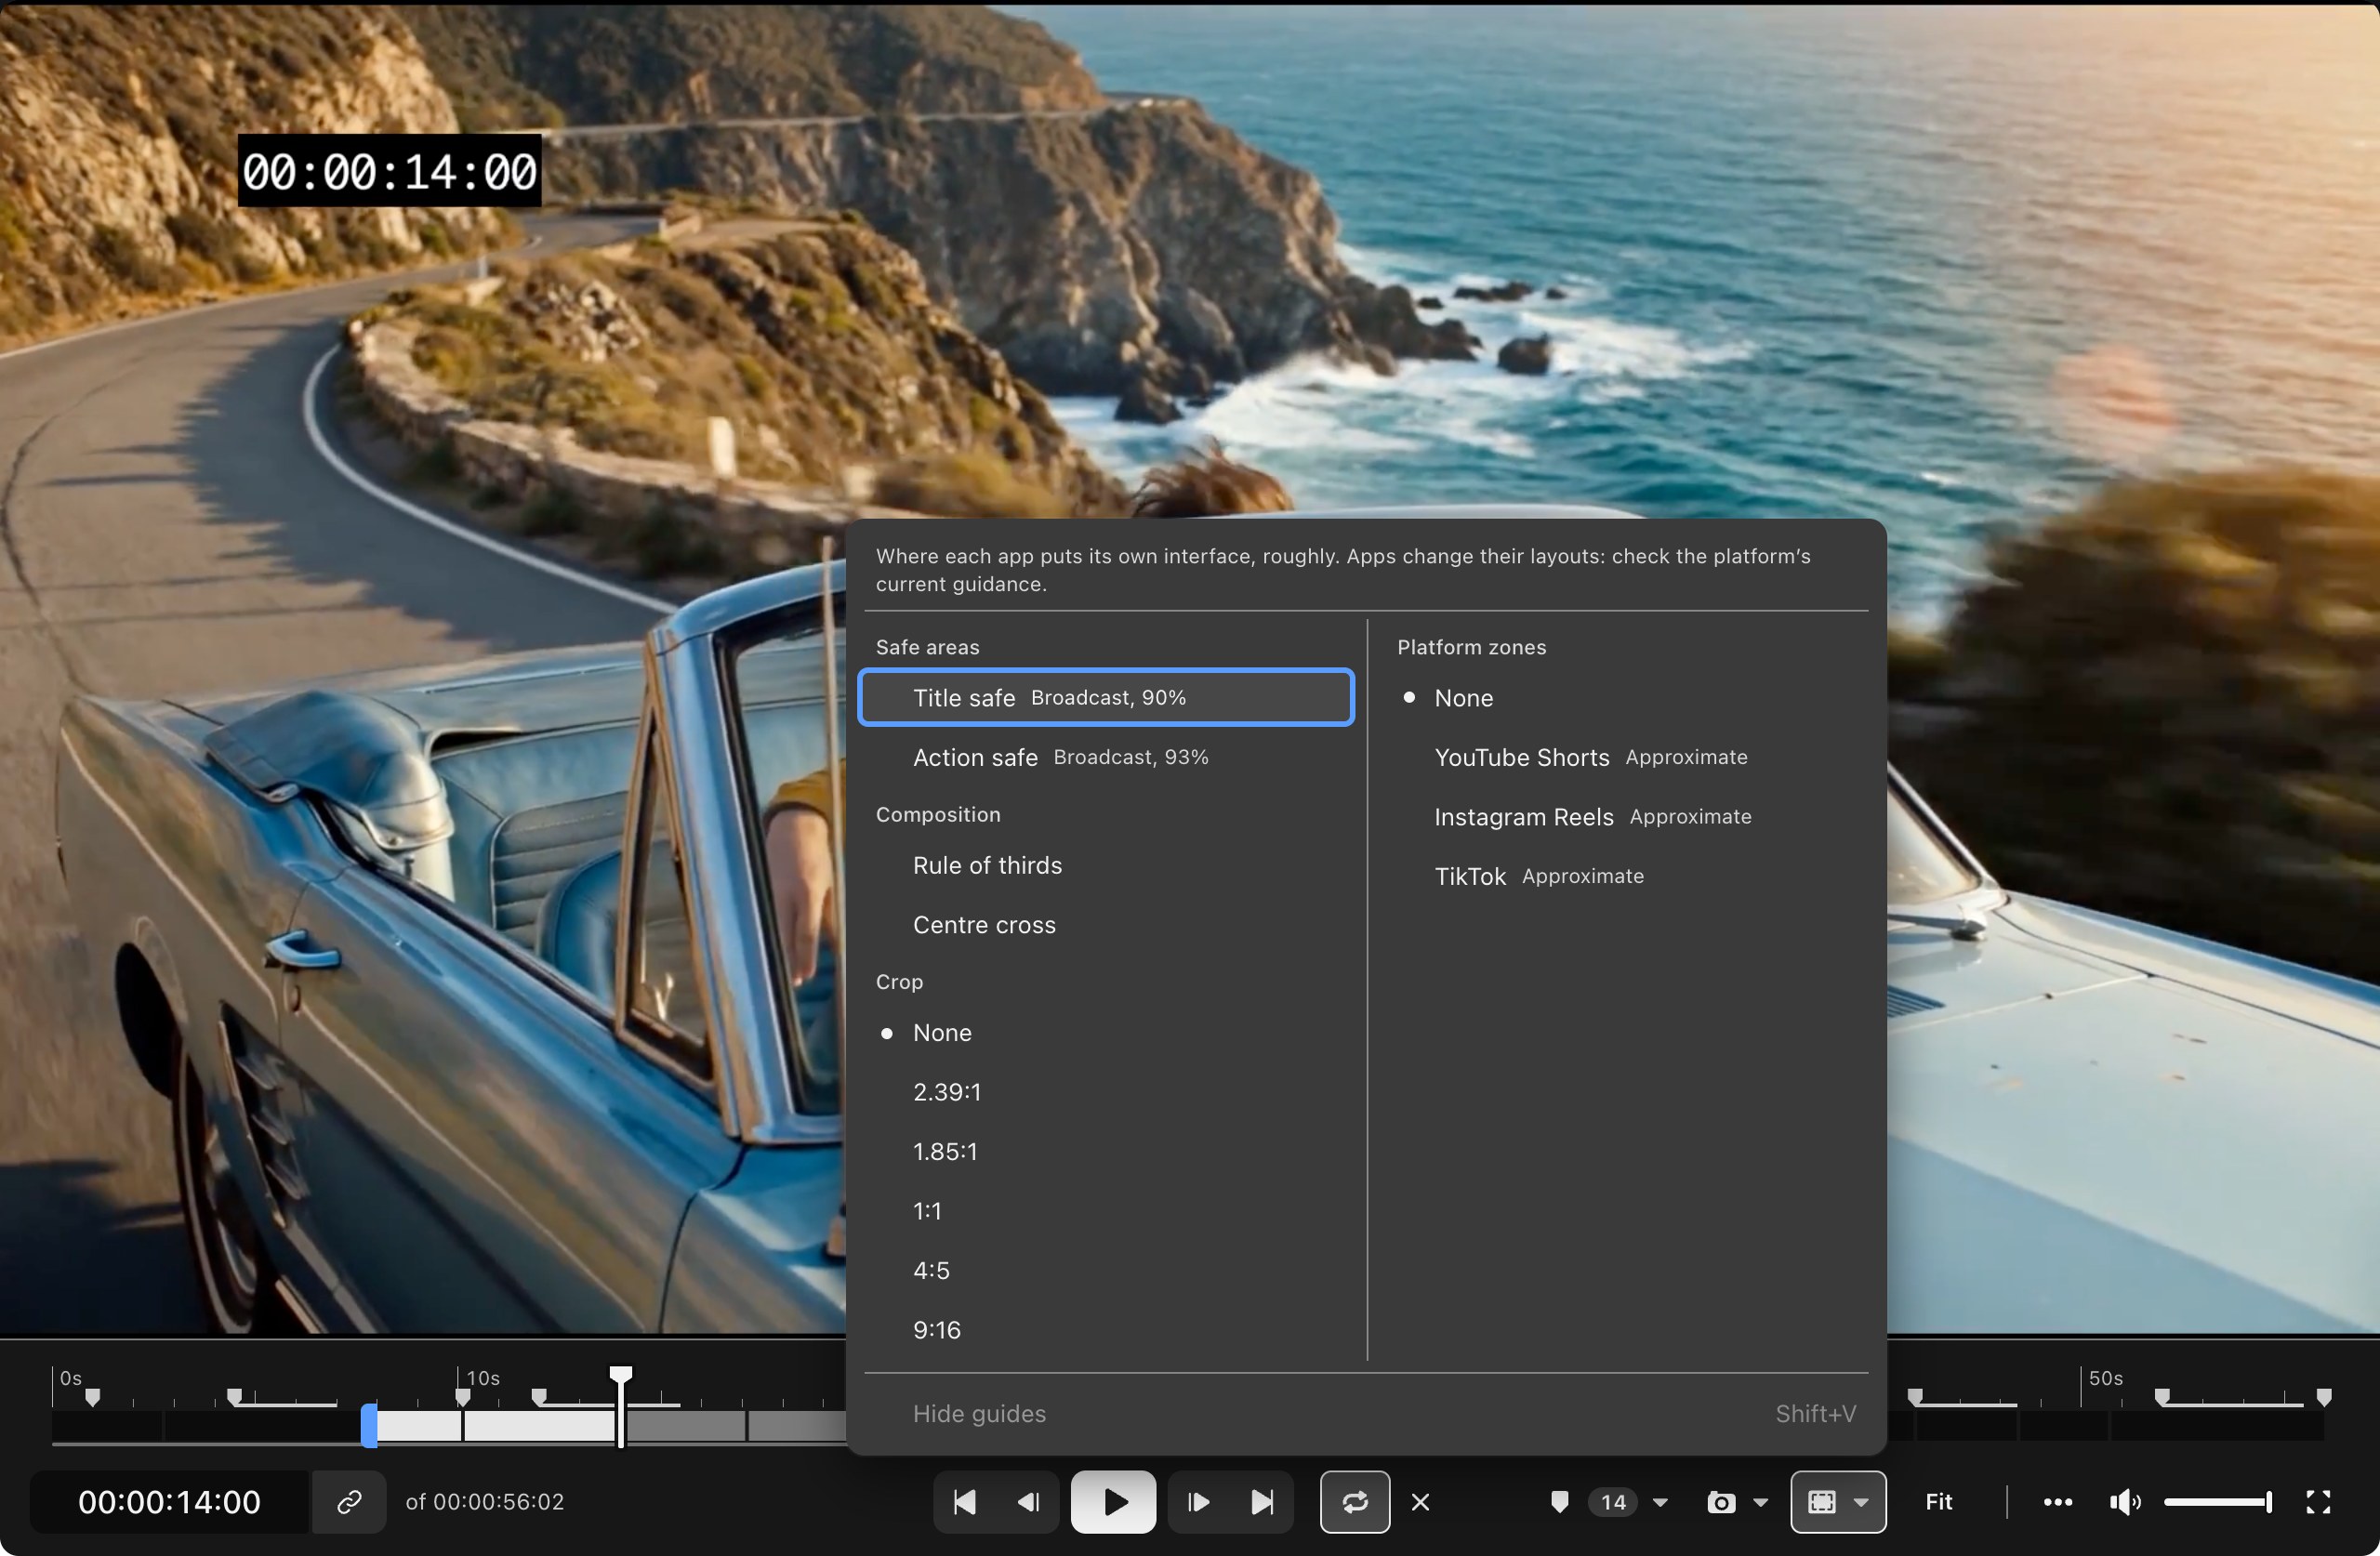 00:00:14:00
Where each app puts its own interface, roughly. Apps change their layouts: check the platform’s
current guidance.
Safe areas
Title safe Broadcast, 90%
Action safe Broadcast, 93%
Composition
Rule of thirds
Centre cross
Crop
None
2.39:1
1.85:1
1:1
4:5
9:16
Platform zones
None
YouTube Shorts Approximate
Instagram Reels Approximate
TikTok Approximate
Hide guides Shift+V
0s 10s 50s
00:00:14:00 of 00:00:56:02 14 Fit